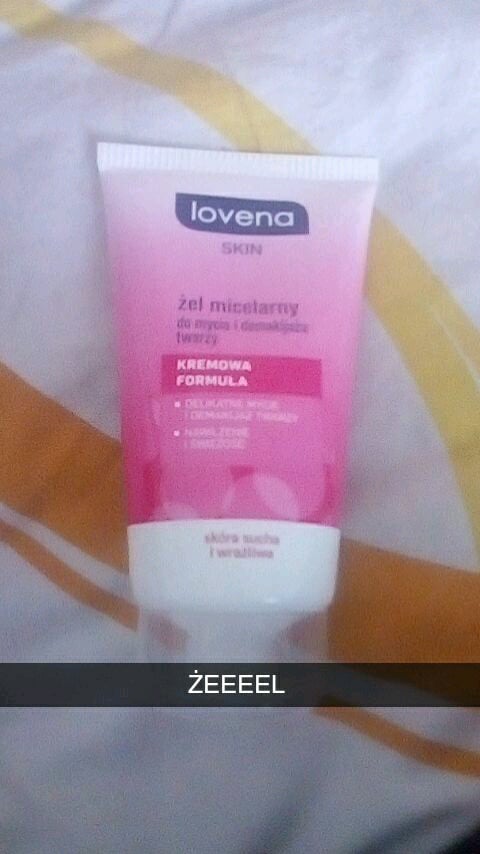 lovena
SKIN
żel micelarny
do mycia i demakijażu
twarzy
KREMOWA
FORMUŁA
DELIKATNE MYCIE
I DEMAKIJAŻ TWARZY
NAWILŻENIE
I ŚWIEŻOŚĆ
skóra sucha
i wrażliwa
ŻEEEEL